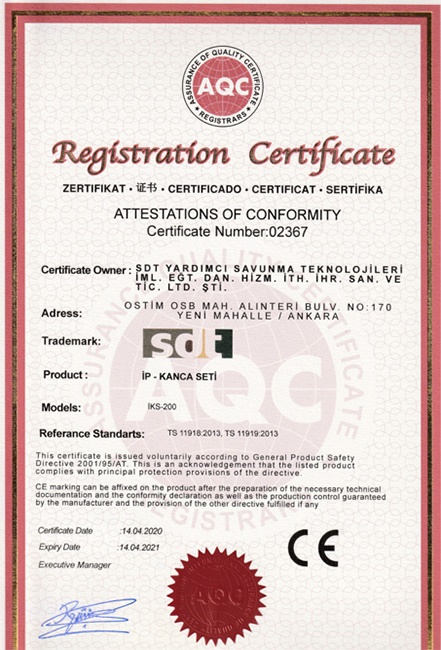 ASSURANCE OF QUALITY CERTIFICATE
AQC
REGISTRARS
Registration Certificate
ZERTIFIKAT · 证书 · CERTIFICADO · CERTIFICAT · SERTİFİKA
ATTESTATIONS OF CONFORMITY
Certificate Number:02367
Certificate Owner : SDT YARDIMCI SAVUNMA TEKNOLOJİLERİ
İML. EĞT. DAN. HİZM. İTH. İHR. SAN. VE
TİC. LTD. ŞTİ.
Adress: OSTİM OSB MAH. ALINTERİ BULV. NO:170
YENİ MAHALLE / ANKARA
Trademark: sdt
Product : İP - KANCA SETİ
Models: İKS-200
Referance Standarts: TS 11918:2013, TS 11919:2013
This certificate is issued voluntarily according to General Product Safety
Directive 2001/95/AT. This is an acknowledgement that the listed product
complies with principal protection provisions of the directive.
CE marking can be affixed on the product after the preparation of the necessary technical
documentation and the conformity declaration as well as the production control guaranteed
by the manufacturer and the provision of the other directive fulfilled if any
Certificate Date :14.04.2020
Expiry Date :14.04.2021
Executive Manager
CE
AQC